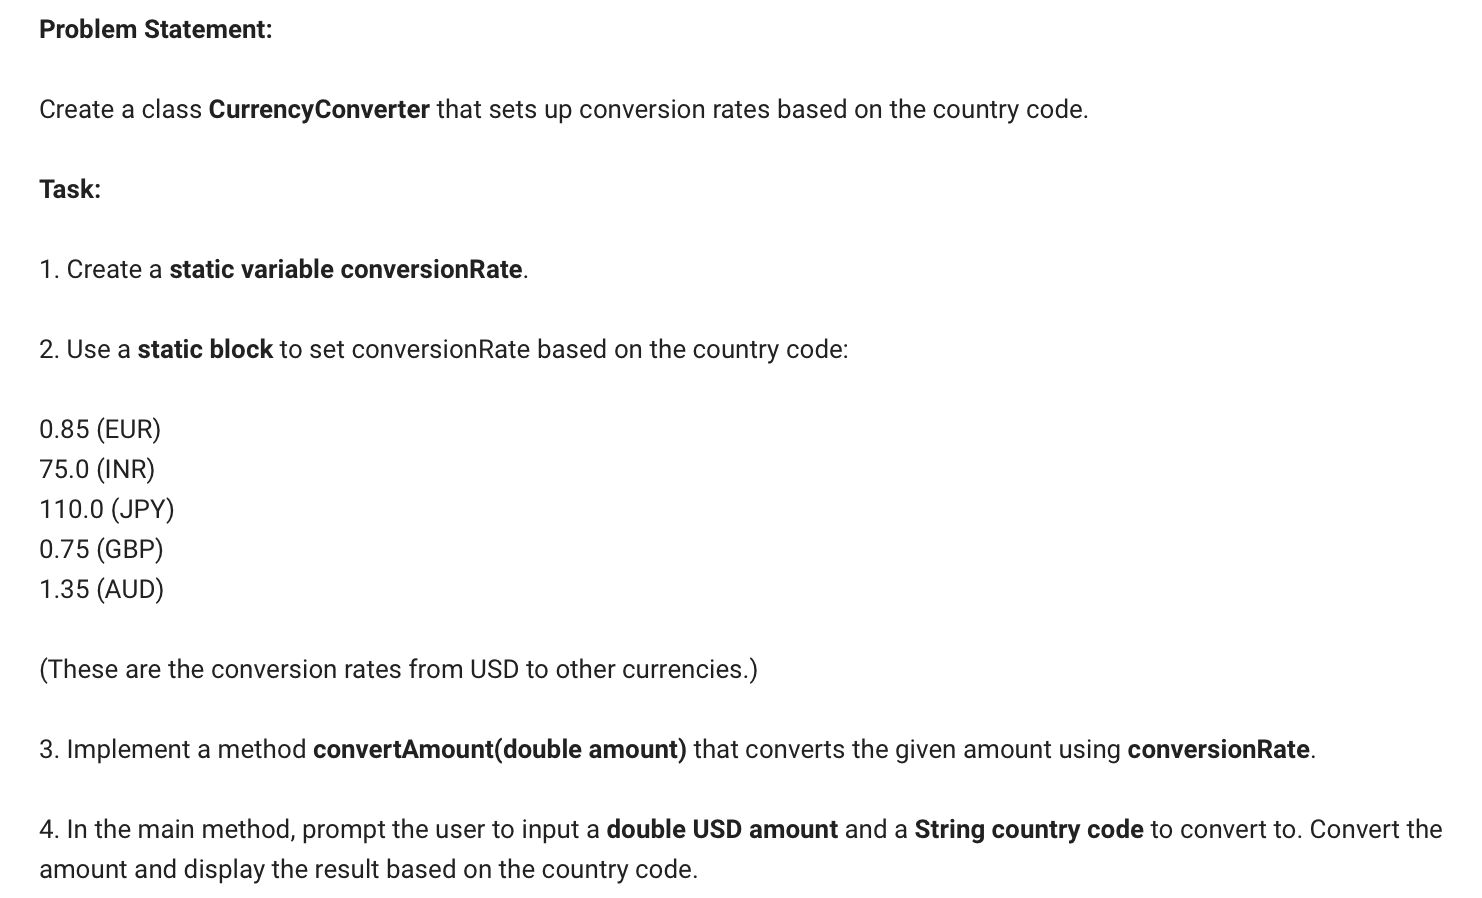 Problem Statement:
Create a class CurrencyConverter that sets up conversion rates based on the country code.
Task:
1. Create a static variable conversionRate.
2. Use a static block to set conversionRate based on the country code:
0.85 (EUR)
75.0 (INR)
110.0 (JPY)
0.75 (GBP)
1.35 (AUD)
(These are the conversion rates from USD to other currencies.)
3. Implement a method convertAmount(double amount) that converts the given amount using conversionRate.
4. In the main method, prompt the user to input a double USD amount and a String country code to convert to. Convert the
amount and display the result based on the country code.